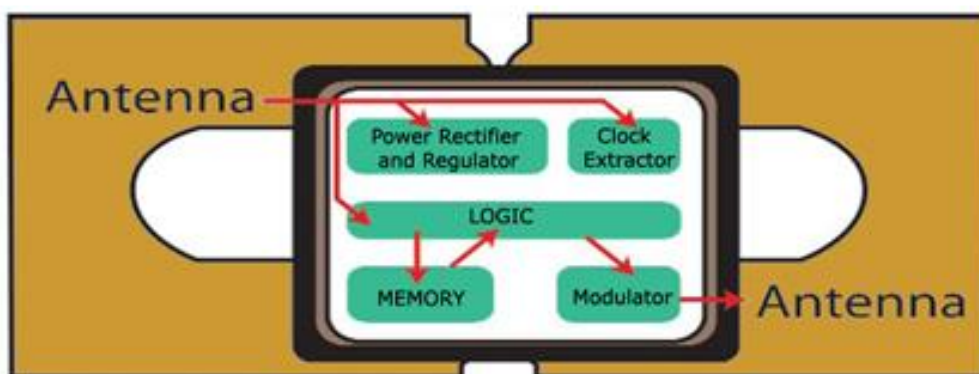 Antenna
Power Rectifier
and Regulator
Clock
Extractor
LOGIC
MEMORY
Modulator
Antenna